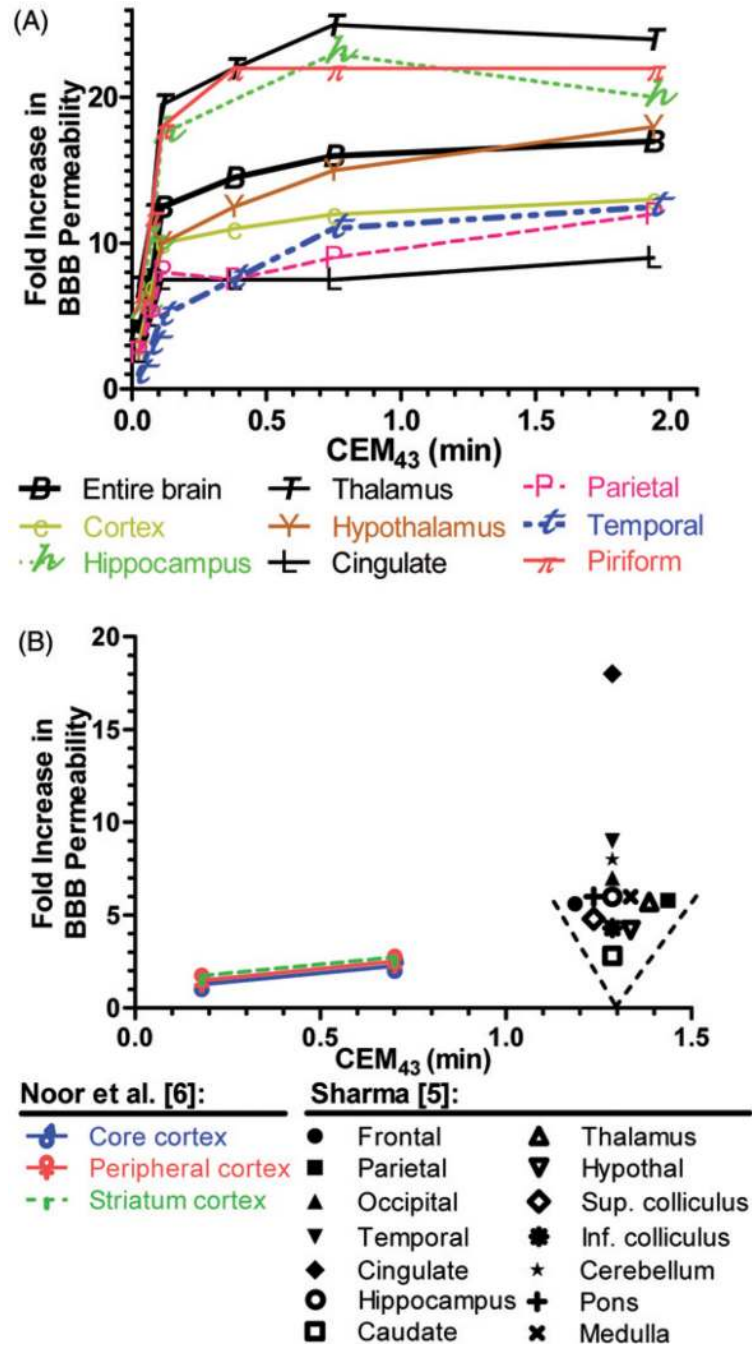 (A)
Fold Increase in
BBB Permeability
20
10
0
0.0 0.5 1.0 1.5 2.0
CEM43 (min)
B Entire brain T Thalamus P Parietal
e Cortex Y Hypothalamus t Temporal
h Hippocampus L Cingulate π Piriform
(B)
Fold Increase in
BBB Permeability
20
15
10
5
0
0.0 0.5 1.0 1.5
CEM43 (min)
Noor et al. [6]: Sharma [5]:
Core cortex Frontal Thalamus
Peripheral cortex Parietal Hypothal
Striatum cortex Occipital Sup. colliculus
Temporal Inf. colliculus
Cingulate Cerebellum
Hippocampus Pons
Caudate Medulla